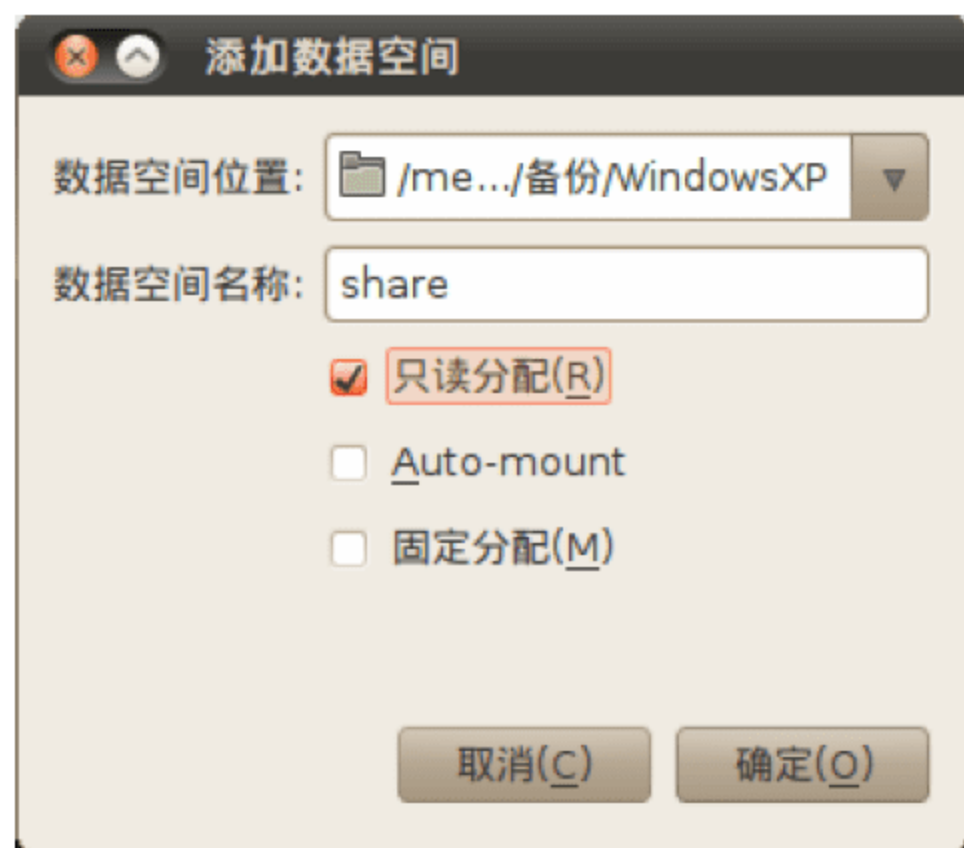 添加数据空间
数据空间位置: /me.../备份/WindowsXP
数据空间名称: share
只读分配(R)
Auto-mount
固定分配(M)
取消(C) 确定(O)